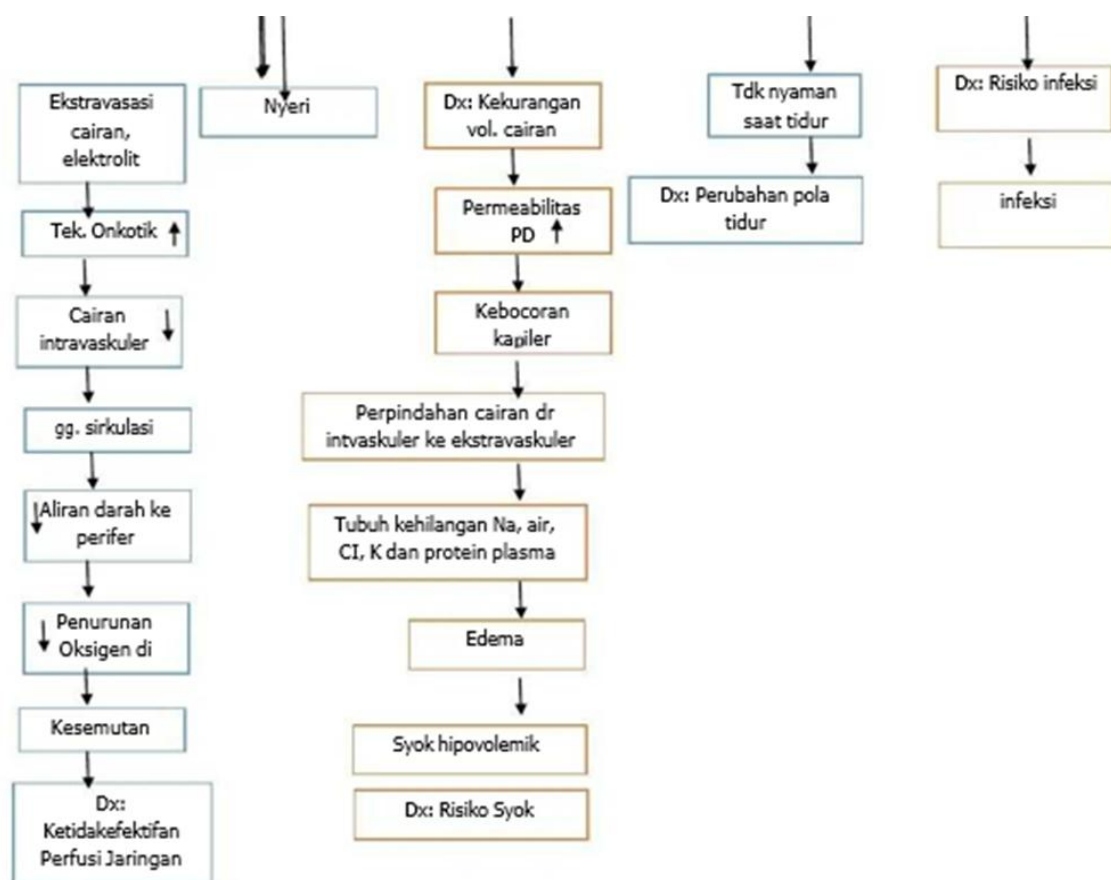 Ekstravasasi
cairan,
elektrolit
Tek. Onkotik
Cairan
intravaskuler
gg. sirkulasi
Aliran darah ke
perifer
Penurunan
Oksigen di
Kesemutan
Dx:
Ketidakefektifan
Perfusi Jaringan
Nyeri
Dx: Kekurangan
vol. cairan
Permeabilitas
PD
Kebocoran
kapiler
Perpindahan cairan dr
intvaskuler ke ekstravaskuler
Tubuh kehilangan Na, air,
CI, K dan protein plasma
Edema
Syok hipovolemik
Dx: Risiko Syok
Tdk nyaman
saat tidur
Dx: Perubahan pola
tidur
Dx: Risiko infeksi
infeksi